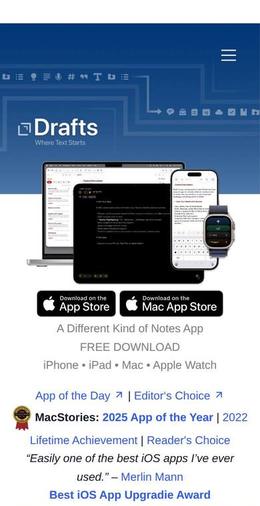 Drafts
Where Text Starts
Download on the
App Store
Download on the
Mac App Store
A Different Kind of Notes App
FREE DOWNLOAD
iPhone • iPad • Mac • Apple Watch
App of the Day ↗ | Editor's Choice ↗
MacStories: 2025 App of the Year | 2022
Lifetime Achievement | Reader's Choice
“Easily one of the best iOS apps I’ve ever
used.” – Merlin Mann
Best iOS App Upgradie Award